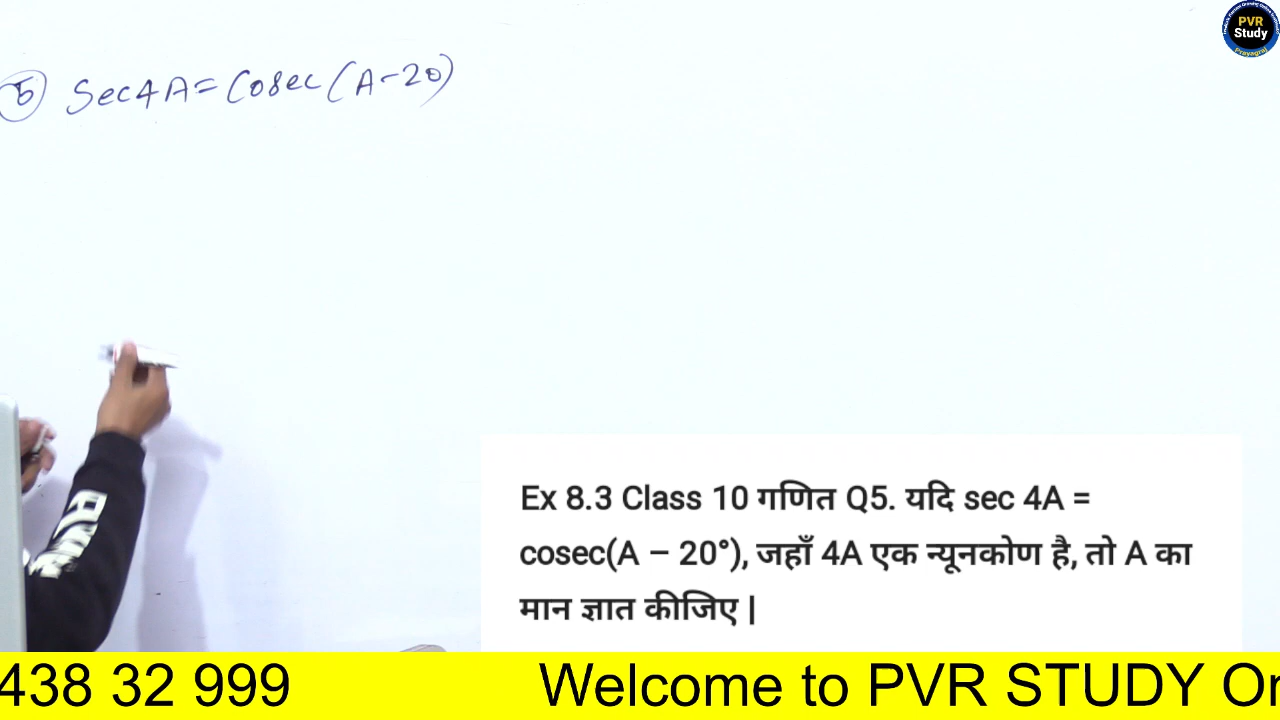 PVR
Study
Prayagraj
5 Sec4A=Cosec(A-20)
Ex 8.3 Class 10 गणित Q5. यदि sec 4A =
cosec(A – 20°), जहाँ 4A एक न्यूनकोण है, तो A का
मान ज्ञात कीजिए |
438 32 999 Welcome to PVR STUDY On